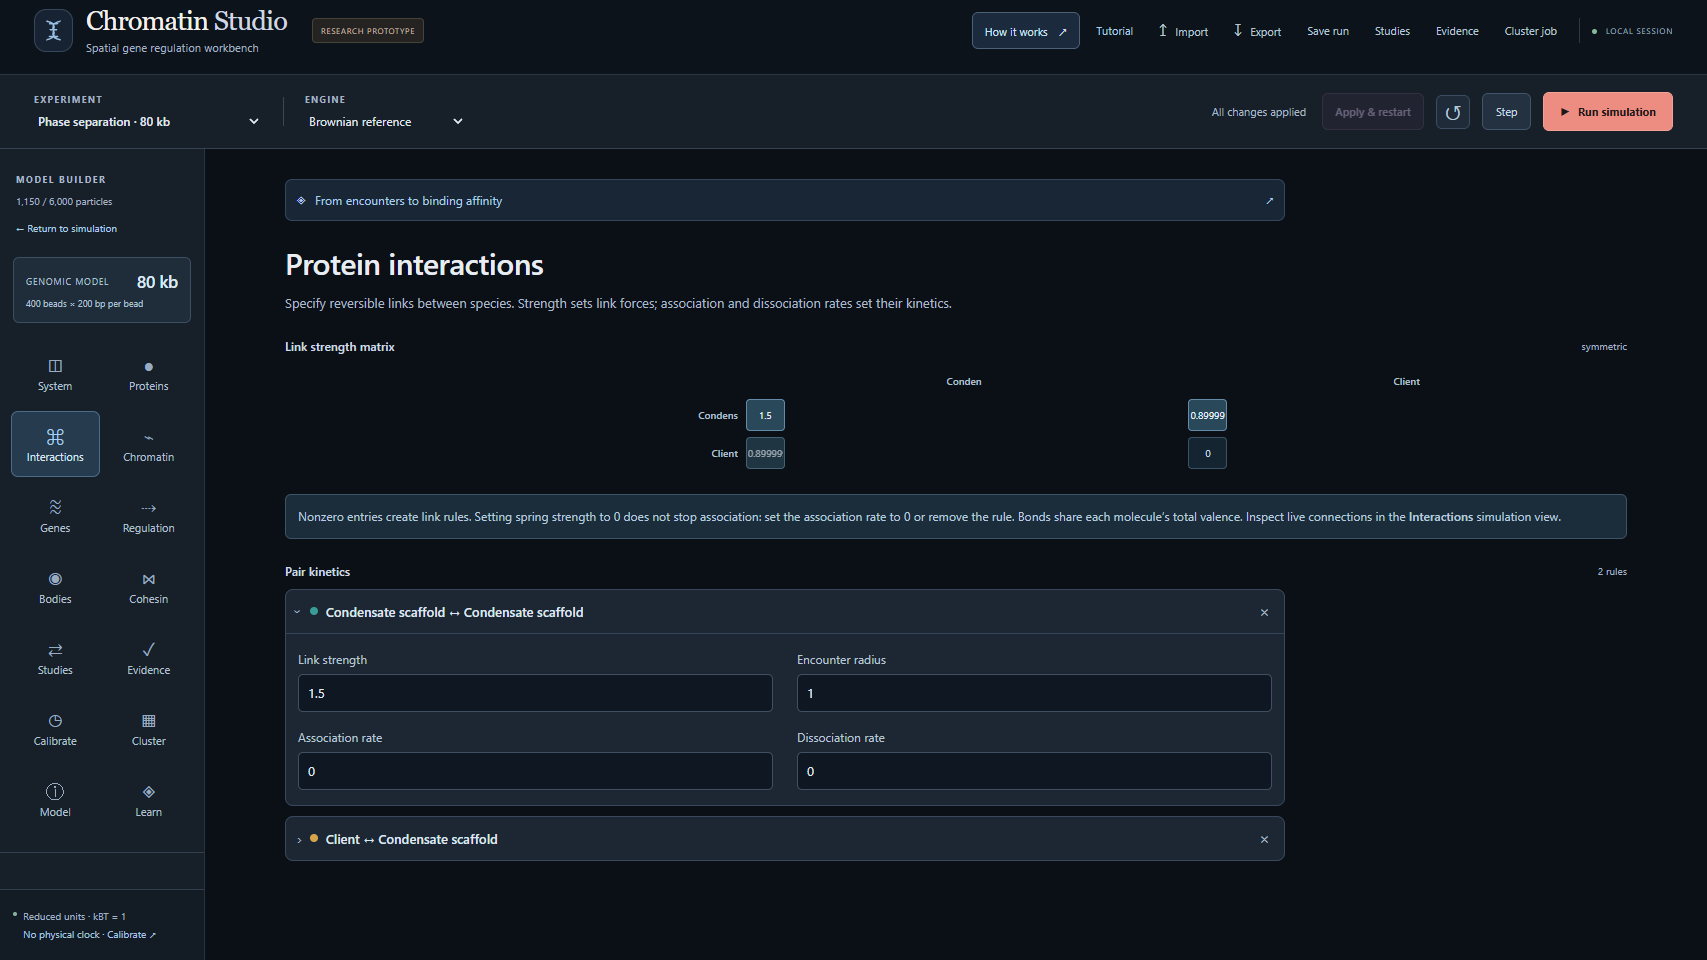 Chromatin Studio
Spatial gene regulation workbench
RESEARCH PROTOTYPE
How it works ↗
Tutorial
Import
Export
Save run
Studies
Evidence
Cluster job
LOCAL SESSION
EXPERIMENT
Phase separation · 80 kb
ENGINE
Brownian reference
All changes applied
Apply & restart
Step
Run simulation
MODEL BUILDER
1,150 / 6,000 particles
← Return to simulation
GENOMIC MODEL 80 kb
400 beads × 200 bp per bead
System
Proteins
Interactions
Chromatin
Genes
Regulation
Bodies
Cohesin
Studies
Evidence
Calibrate
Cluster
Model
Learn
Reduced units · kBT = 1
No physical clock · Calibrate ↗
From encounters to binding affinity ↗
Protein interactions
Specify reversible links between species. Strength sets link forces; association and dissociation rates set their kinetics.
Link strength matrix
symmetric
Conden Client
Condens 1.5 0.89999
Client 0.89999 0
Nonzero entries create link rules. Setting spring strength to 0 does not stop association: set the association rate to 0 or remove the rule. Bonds share each molecule's total valence. Inspect live connections in the Interactions simulation view.
Pair kinetics
2 rules
Condensate scaffold ↔ Condensate scaffold ×
Link strength
1.5
Encounter radius
1
Association rate
0
Dissociation rate
0
Client ↔ Condensate scaffold ×